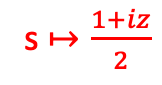 s ↦ (1+iz)/2